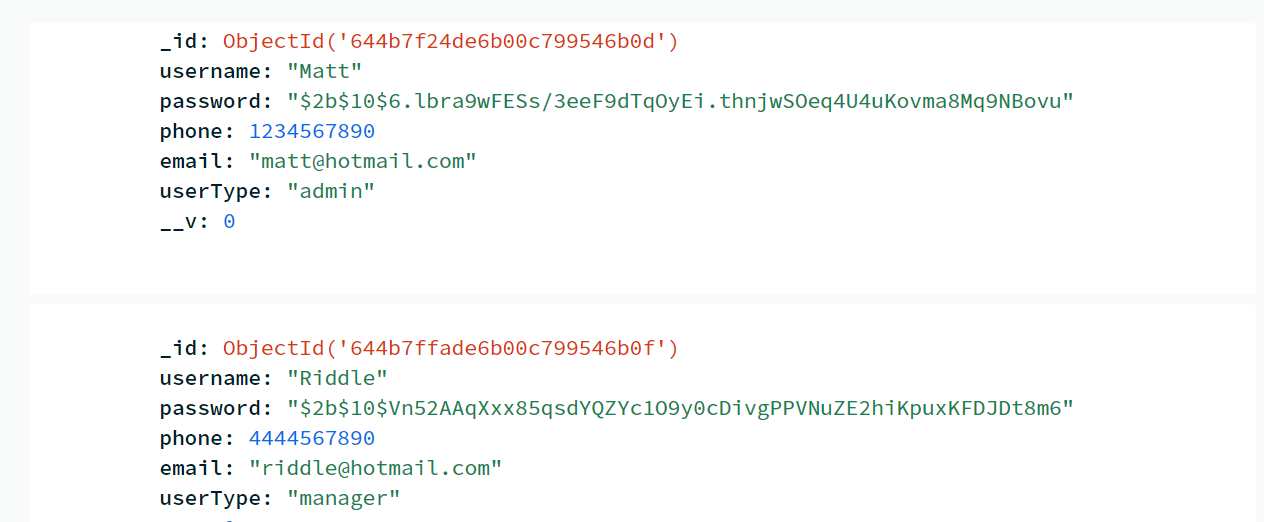 _id: ObjectId('644b7f24de6b00c799546b0d')
username: "Matt"
password: "$2b$10$6.lbra9wFESs/3eeF9dTqOyEi.thnjwSOeq4U4uKovma8Mq9NBovu"
phone: 1234567890
email: "matt@hotmail.com"
userType: "admin"
__v: 0
_id: ObjectId('644b7ffade6b00c799546b0f')
username: "Riddle"
password: "$2b$10$Vn52AAqXxx85qsdYQZYc1O9y0cDivgPPVNuZE2hiKpuxKFDJDt8m6"
phone: 4444567890
email: "riddle@hotmail.com"
userType: "manager"